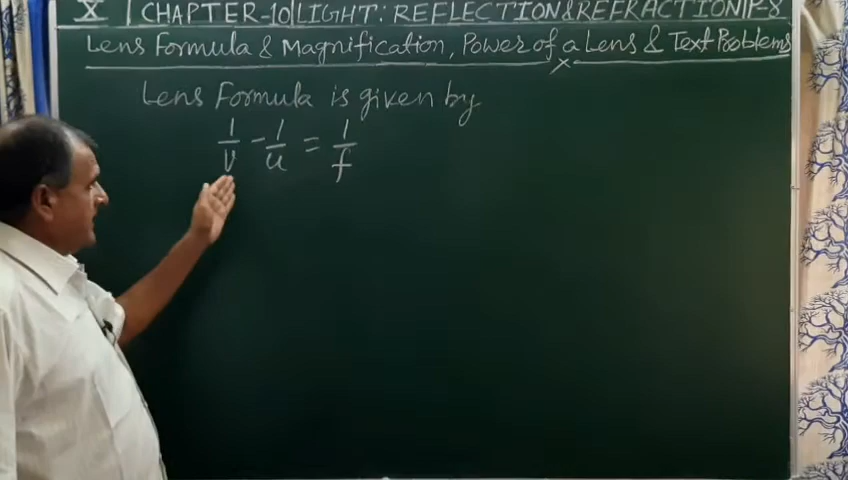 X | CHAPTER-10 | LIGHT: REFLECTION & REFRACTION | P-8
Lens Formula & Magnification, Power of a Lens & Text Problems
Lens Formula is given by
1/v - 1/u = 1/f